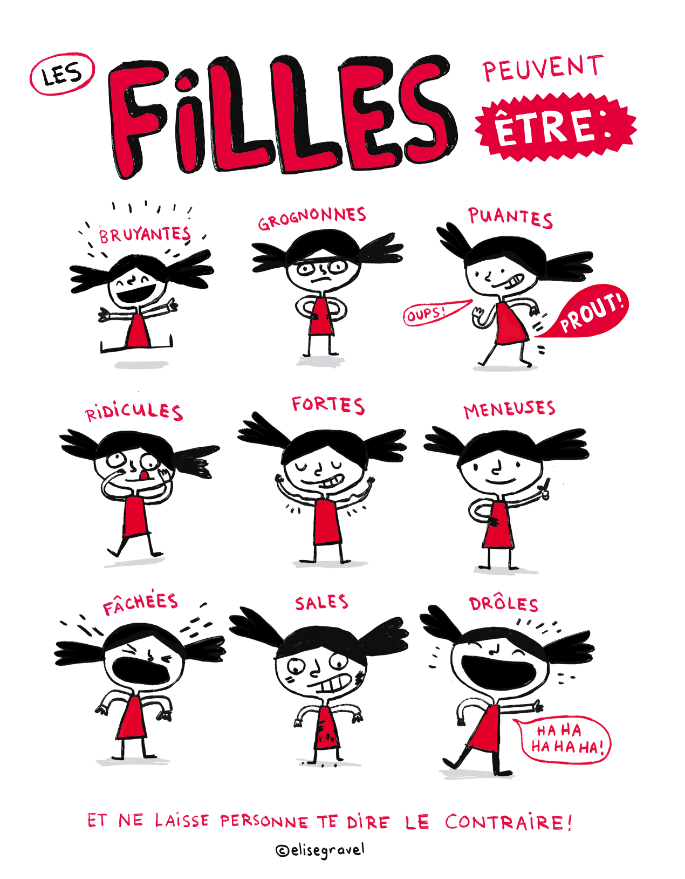 LES FiLLES PEUVENT
ÊTRE:
BRUYANTES
GROGNONNES
PUANTES
OUPS!
PROUT!
RiDiCULES
FORTES
MENEUSES
FÂCHÉES
SALES
DRÔLES
HA HA
HA HA HA!
ET NE LAiSSE PERSONNE TE DiRE LE CONTRAIRE!
©elisegravel